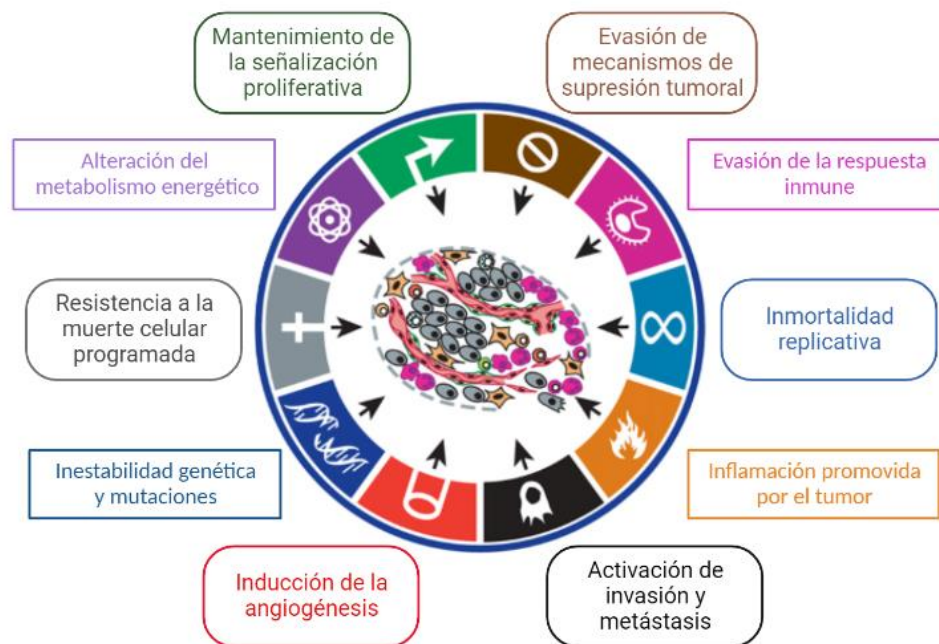 Mantenimiento de
la señalización
proliferativa
Evasión de
mecanismos de
supresión tumoral
Alteración del
metabolismo energético
Evasión de la respuesta
inmune
Resistencia a la
muerte celular
programada
Inmortalidad
replicativa
Inestabilidad genética
y mutaciones
Inflamación promovida
por el tumor
Inducción de la
angiogénesis
Activación de
invasión y
metástasis